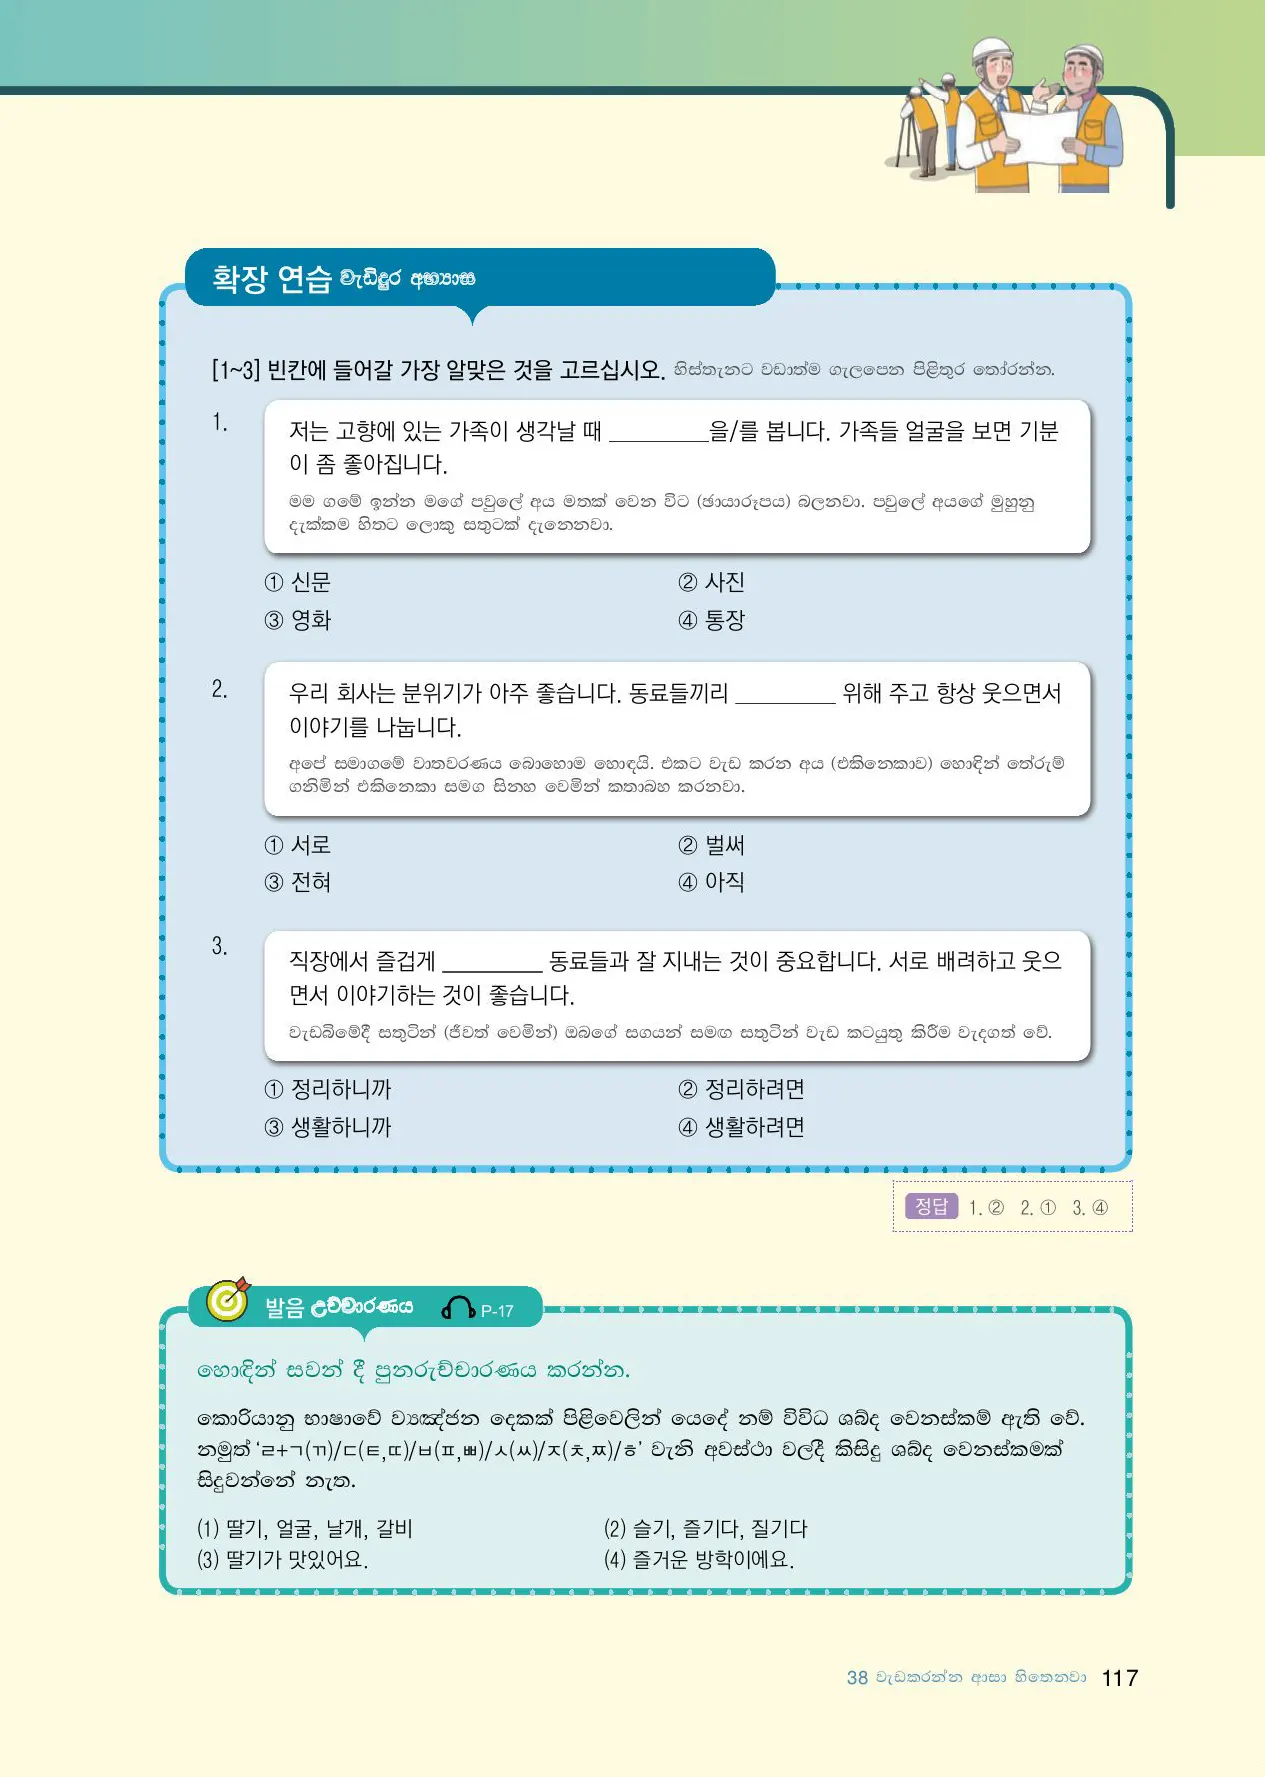 확장 연습 වැඩිදුර අභ්‍යාස
[1~3] 빈칸에 들어갈 가장 알맞은 것을 고르십시오. හිස්තැනට වඩාත්ම ගැලපෙන පිළිතුර තෝරන්න.
1.
저는 고향에 있는 가족이 생각날 때 _________을/를 봅니다. 가족들 얼굴을 보면 기분
이 좀 좋아집니다.
මම ගමේ ඉන්න මගේ පවුලේ අය මතක් වෙන විට (ඡායාරූපය) බලනවා. පවුලේ අයගේ මුහුනු
දැක්කම හිතට ලොකු සතුටක් දැනෙනවා.
① 신문 ② 사진
③ 영화 ④ 통장
2.
우리 회사는 분위기가 아주 좋습니다. 동료들끼리 _________ 위해 주고 항상 웃으면서
이야기를 나눕니다.
අපේ සමාගමේ වාතවරණය බොහොම හොඳයි. එකට වැඩ කරන අය (එකිනෙකාව) හොඳින් තේරුම්
ගනිමින් එකිනෙකා සමග සිනහ වෙමින් කතාබහ කරනවා.
① 서로 ② 벌써
③ 전혀 ④ 아직
3.
직장에서 즐겁게 _________ 동료들과 잘 지내는 것이 중요합니다. 서로 배려하고 웃으
면서 이야기하는 것이 좋습니다.
වැඩබිමේදී සතුටින් (ජීවත් වෙමින්) ඔබගේ සගයන් සමඟ සතුටින් වැඩ කටයුතු කිරීම වැදගත් වේ.
① 정리하니까 ② 정리하려면
③ 생활하니까 ④ 생활하려면
정답 1. ② 2. ① 3. ④
발음 උච්චාරණය P-17
හොඳින් සවන් දී පුනරුච්චාරණය කරන්න.
කොරියානු භාෂාවේ ව්‍යඤ්ජන දෙකක් පිළිවෙලින් යෙදේ නම් විවිධ ශබ්ද වෙනස්කම් ඇති වේ.
නමුත් ‘ㄹ+ㄱ(ㄲ)/ㄷ(ㅌ,ㄸ)/ㅂ(ㅍ,ㅃ)/ㅅ(ㅆ)/ㅈ(ㅊ,ㅉ)/ㅎ’ වැනි අවස්ථා වලදී කිසිදු ශබ්ද වෙනස්කමක්
සිදුවන්නේ නැත.
(1) 딸기, 얼굴, 날개, 갈비 (2) 슬기, 즐기다, 질기다
(3) 딸기가 맛있어요. (4) 즐거운 방학이에요.
38 වැඩකරන්න ආසා හිතෙනවා 117